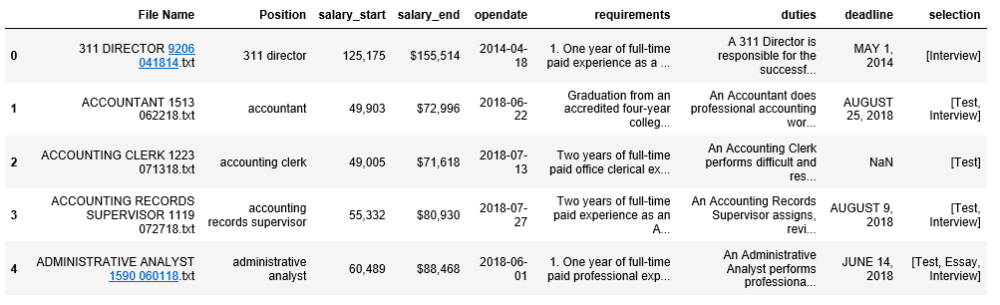 File Name Position salary_start salary_end opendate requirements duties deadline selection
0 311 DIRECTOR 9206 041814.txt 311 director 125,175 $155,514 2014-04-18 1. One year of full-time paid experience as a ... A 311 Director is responsible for the successf... MAY 1, 2014 [Interview]
1 ACCOUNTANT 1513 062218.txt accountant 49,903 $72,996 2018-06-22 Graduation from an accredited four-year colleg... An Accountant does professional accounting wor... AUGUST 25, 2018 [Test, Interview]
2 ACCOUNTING CLERK 1223 071318.txt accounting clerk 49,005 $71,618 2018-07-13 Two years of full-time paid office clerical ex... An Accounting Clerk performs difficult and res... NaN [Test]
3 ACCOUNTING RECORDS SUPERVISOR 1119 072718.txt accounting records supervisor 55,332 $80,930 2018-07-27 Two years of full-time paid experience as an A... An Accounting Records Supervisor assigns, revi... AUGUST 9, 2018 [Test, Interview]
4 ADMINISTRATIVE ANALYST 1590 060118.txt administrative analyst 60,489 $88,468 2018-06-01 1. One year of full-time paid professional exp... An Administrative Analyst performs professiona... JUNE 14, 2018 [Test, Essay, Interview]